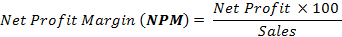 Net Profit Margin (NPM) = Net Profit × 100 / Sales